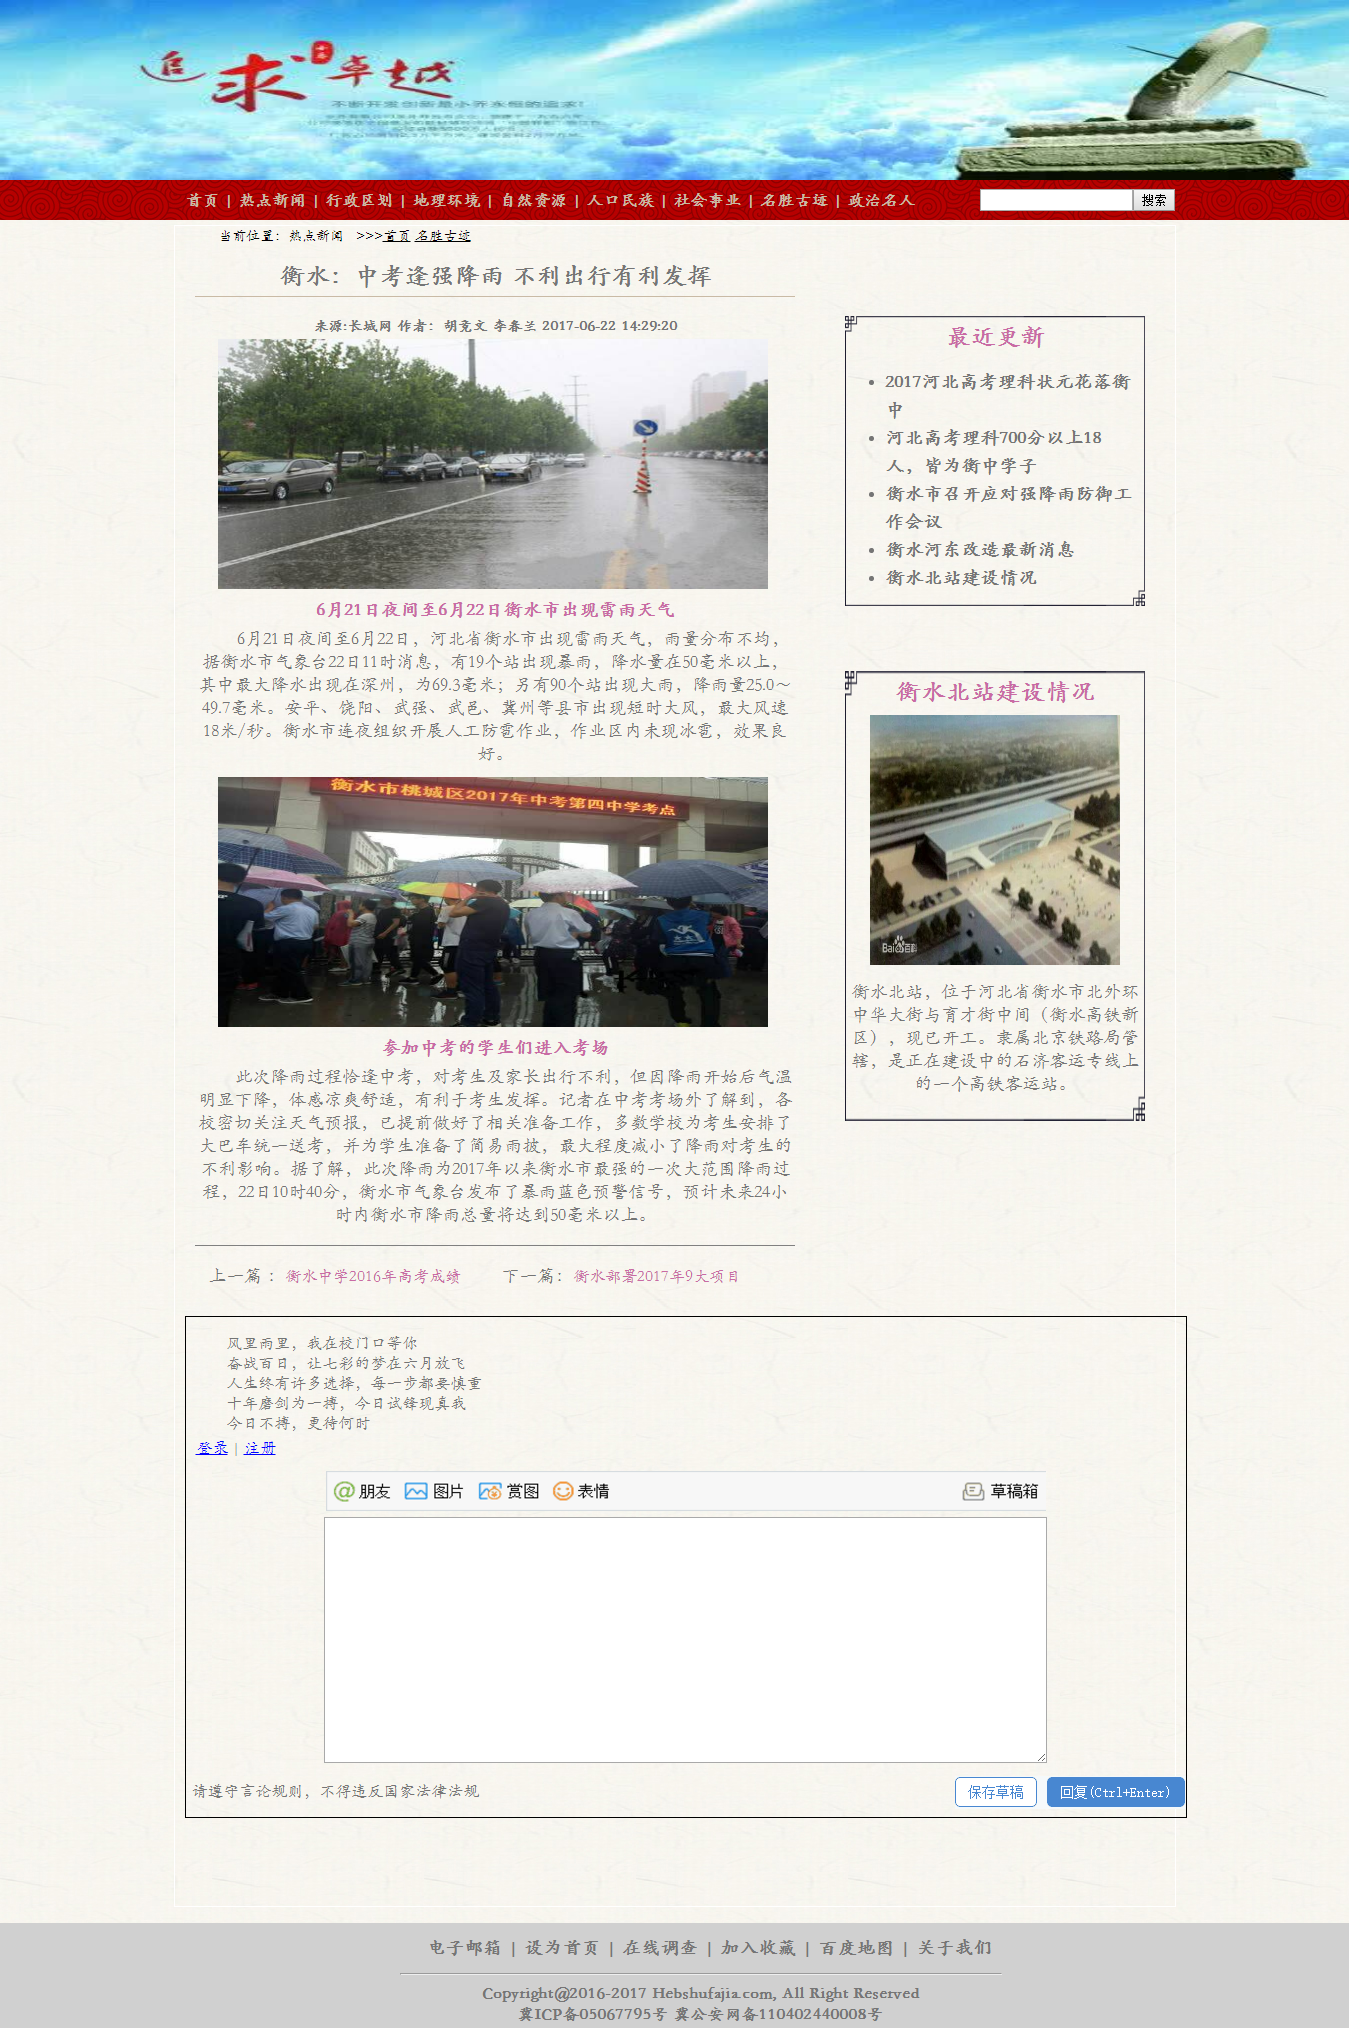 追求卓越
不断开发创新是小乔永恒的追求!
首页 | 热点新闻 | 行政区划 | 地理环境 | 自然资源 | 人口民族 | 社会事业 | 名胜古迹 | 政治名人
搜索
当前位置：热点新闻 >>>首页 名胜古迹
衡水：中考逢强降雨 不利出行有利发挥
来源:长城网 作者：胡竞文 李春兰 2017-06-22 14:29:20
6月21日夜间至6月22日衡水市出现雷雨天气
6月21日夜间至6月22日，河北省衡水市出现雷雨天气，雨量分布不均，
据衡水市气象台22日11时消息，有19个站出现暴雨，降水量在50毫米以上，
其中最大降水出现在深州，为69.3毫米；另有90个站出现大雨，降雨量25.0～
49.7毫米。安平、饶阳、武强、武邑、冀州等县市出现短时大风，最大风速
18米/秒。衡水市连夜组织开展人工防雹作业，作业区内未现冰雹，效果良
好。
衡水市桃城区2017年中考第四中学考点
参加中考的学生们进入考场
此次降雨过程恰逢中考，对考生及家长出行不利，但因降雨开始后气温
明显下降，体感凉爽舒适，有利于考生发挥。记者在中考考场外了解到，各
校密切关注天气预报，已提前做好了相关准备工作，多数学校为考生安排了
大巴车统一送考，并为学生准备了简易雨披，最大程度减小了降雨对考生的
不利影响。据了解，此次降雨为2017年以来衡水市最强的一次大范围降雨过
程，22日10时40分，衡水市气象台发布了暴雨蓝色预警信号，预计未来24小
时内衡水市降雨总量将达到50毫米以上。
上一篇 ：衡水中学2016年高考成绩 下一篇：衡水部署2017年9大项目
最近更新
2017河北高考理科状元花落衡
中
河北高考理科700分以上18
人，皆为衡中学子
衡水市召开应对强降雨防御工
作会议
衡水河东改造最新消息
衡水北站建设情况
衡水北站建设情况
Bai百科
衡水北站，位于河北省衡水市北外环
中华大街与育才街中间（衡水高铁新
区），现已开工。隶属北京铁路局管
辖，是正在建设中的石济客运专线上
的一个高铁客运站。
风里雨里，我在校门口等你
奋战百日，让七彩的梦在六月放飞
人生终有许多选择，每一步都要慎重
十年磨剑为一搏，今日试锋现真我
今日不搏，更待何时
登录 | 注册
@朋友 图片 赏图 表情 草稿箱
请遵守言论规则，不得违反国家法律法规
保存草稿 回复(Ctrl+Enter)
电子邮箱 | 设为首页 | 在线调查 | 加入收藏 | 百度地图 | 关于我们
Copyright@2016-2017 Hebshufajia.com, All Right Reserved
冀ICP备05067795号 冀公安网备110402440008号